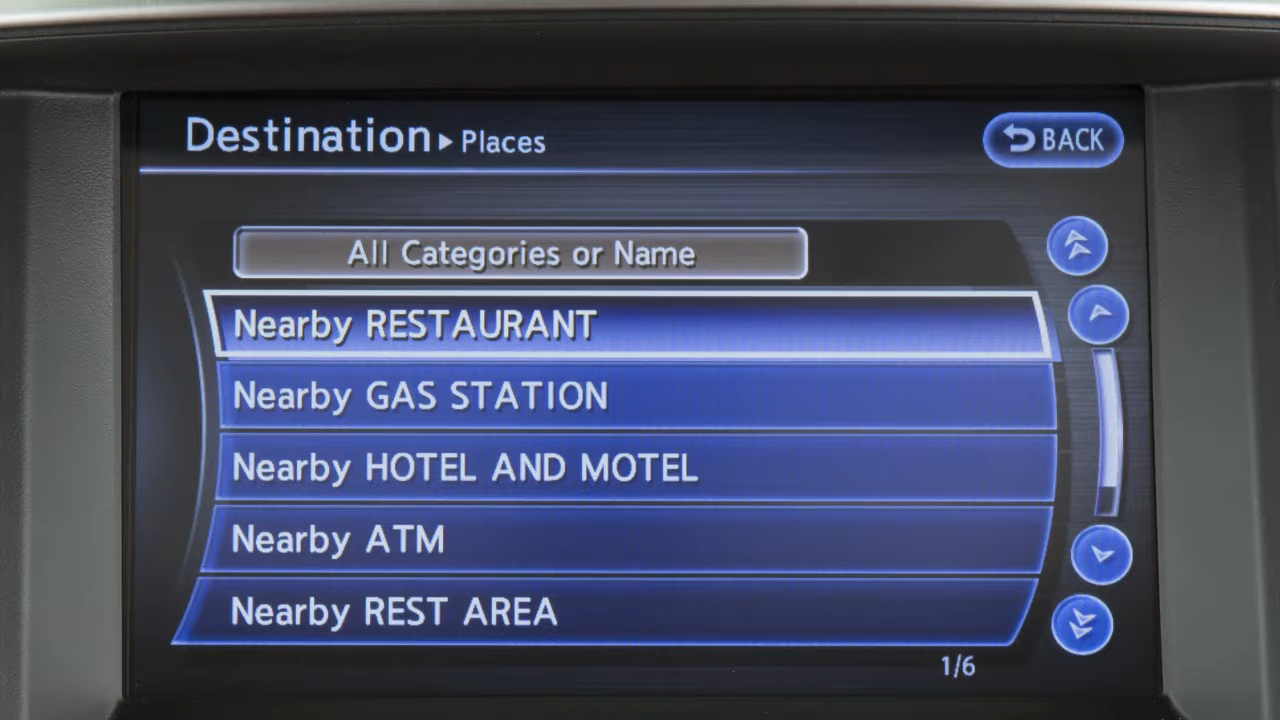 Destination ▸ Places
BACK
All Categories or Name
Nearby RESTAURANT
Nearby GAS STATION
Nearby HOTEL AND MOTEL
Nearby ATM
Nearby REST AREA
1/6